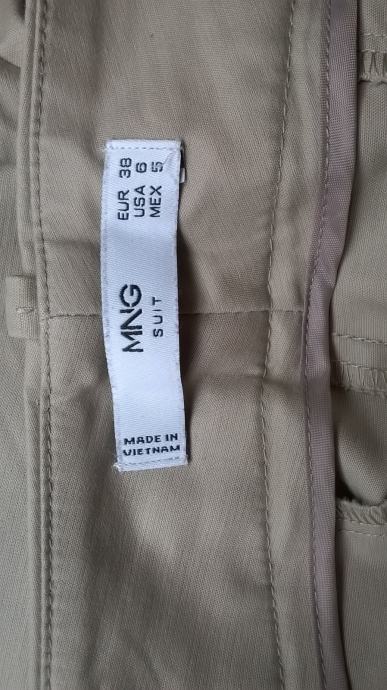 EUR 38
USA 6
MEX 5
MNG
SUIT
MADE IN
VIETNAM